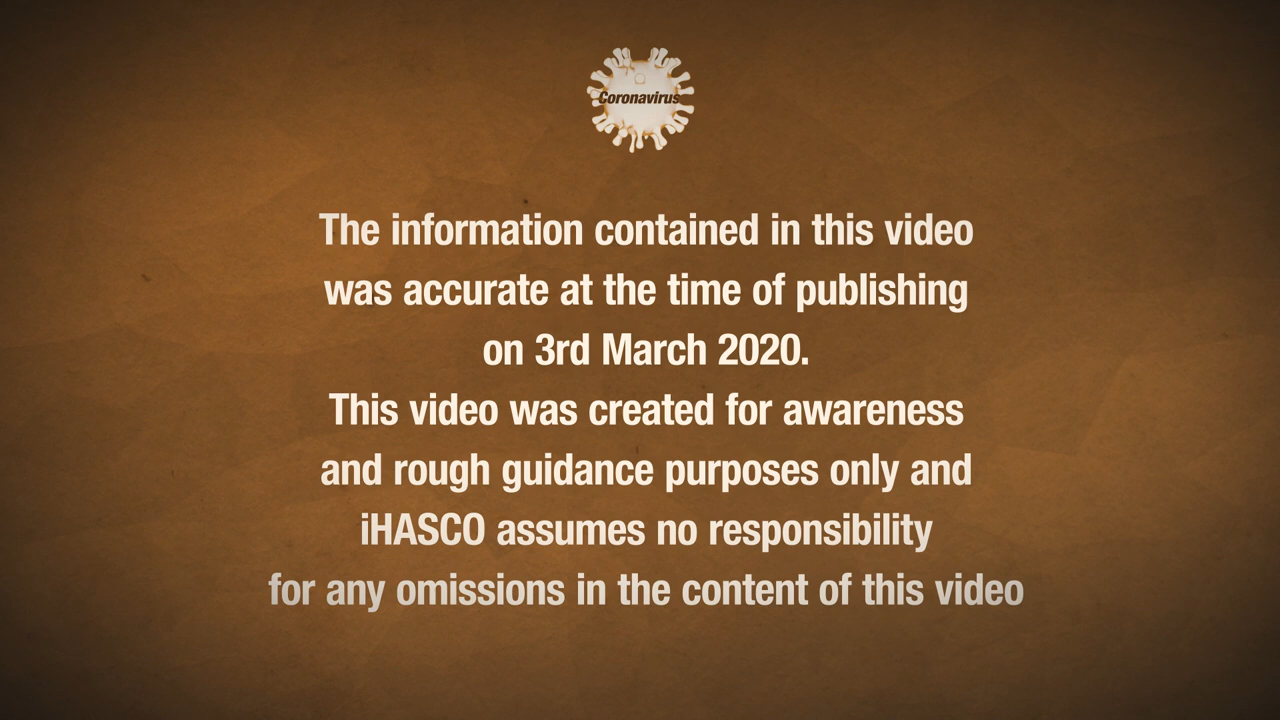 Coronavirus
The information contained in this video
was accurate at the time of publishing
on 3rd March 2020.
This video was created for awareness
and rough guidance purposes only and
iHASCO assumes no responsibility
for any omissions in the content of this video